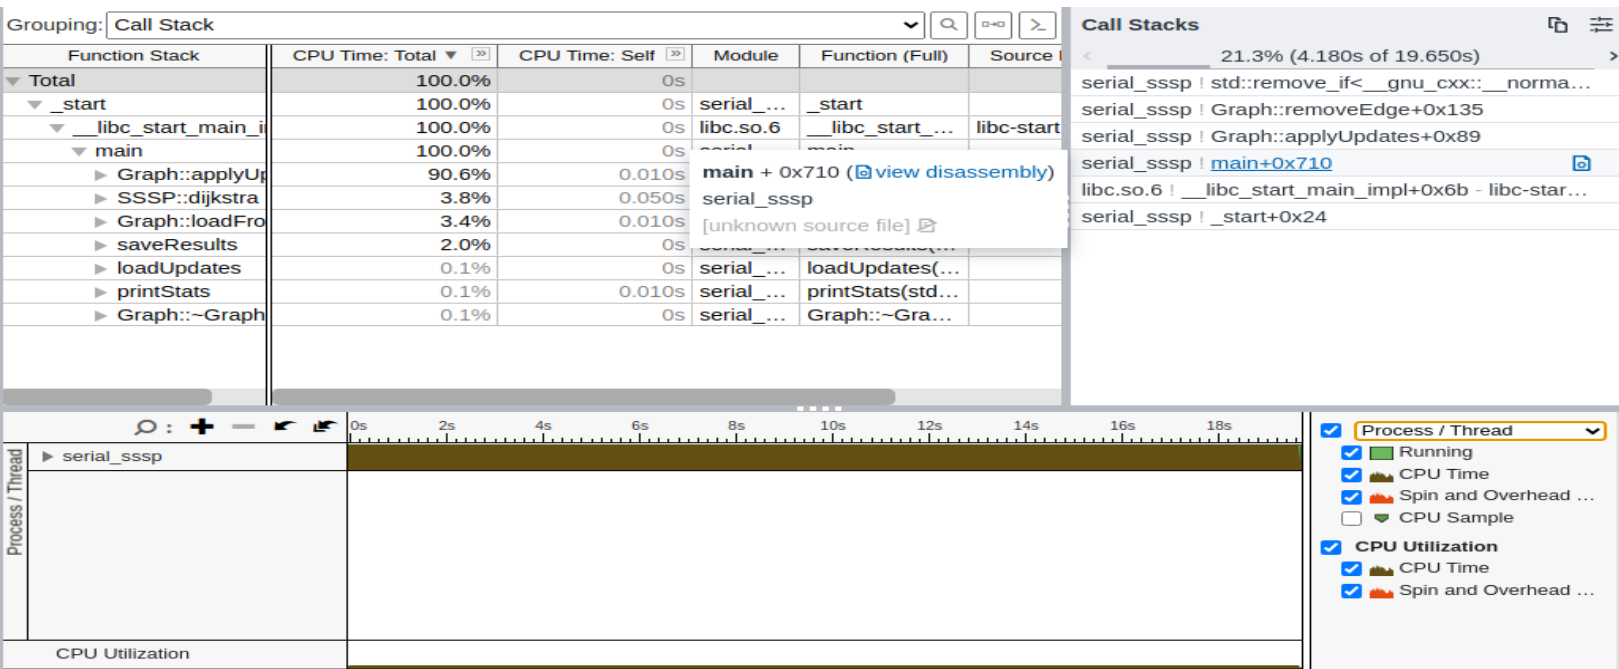 Grouping: Call Stack
Function Stack CPU Time: Total ▼ » CPU Time: Self » Module Function (Full) Source
Total 100.0% 0s
_start 100.0% 0s serial_... _start
__libc_start_main_i 100.0% 0s libc.so.6 __libc_start_... libc-start
main 100.0% 0s serial main
Graph::applyUp 90.6% 0.010s
SSSP::dijkstra 3.8% 0.050s
Graph::loadFro 3.4% 0.010s
saveResults 2.0% 0s serial_... saveResults(...
loadUpdates 0.1% 0s serial_... loadUpdates(...
printStats 0.1% 0.010s serial_... printStats(std...
Graph::~Graph 0.1% 0s serial_... Graph::~Gra...
main + 0x710 (view disassembly)
serial_sssp
[unknown source file]
Call Stacks
21.3% (4.180s of 19.650s)
serial_sssp ! std::remove_if<__gnu_cxx::__norma...
serial_sssp ! Graph::removeEdge+0x135
serial_sssp ! Graph::applyUpdates+0x89
serial_sssp ! main+0x710
libc.so.6 ! __libc_start_main_impl+0x6b - libc-star...
serial_sssp ! _start+0x24
0s 2s 4s 6s 8s 10s 12s 14s 16s 18s
Process / Thread
serial_sssp
CPU Utilization
Process / Thread
Running
CPU Time
Spin and Overhead ...
CPU Sample
CPU Utilization
CPU Time
Spin and Overhead ...